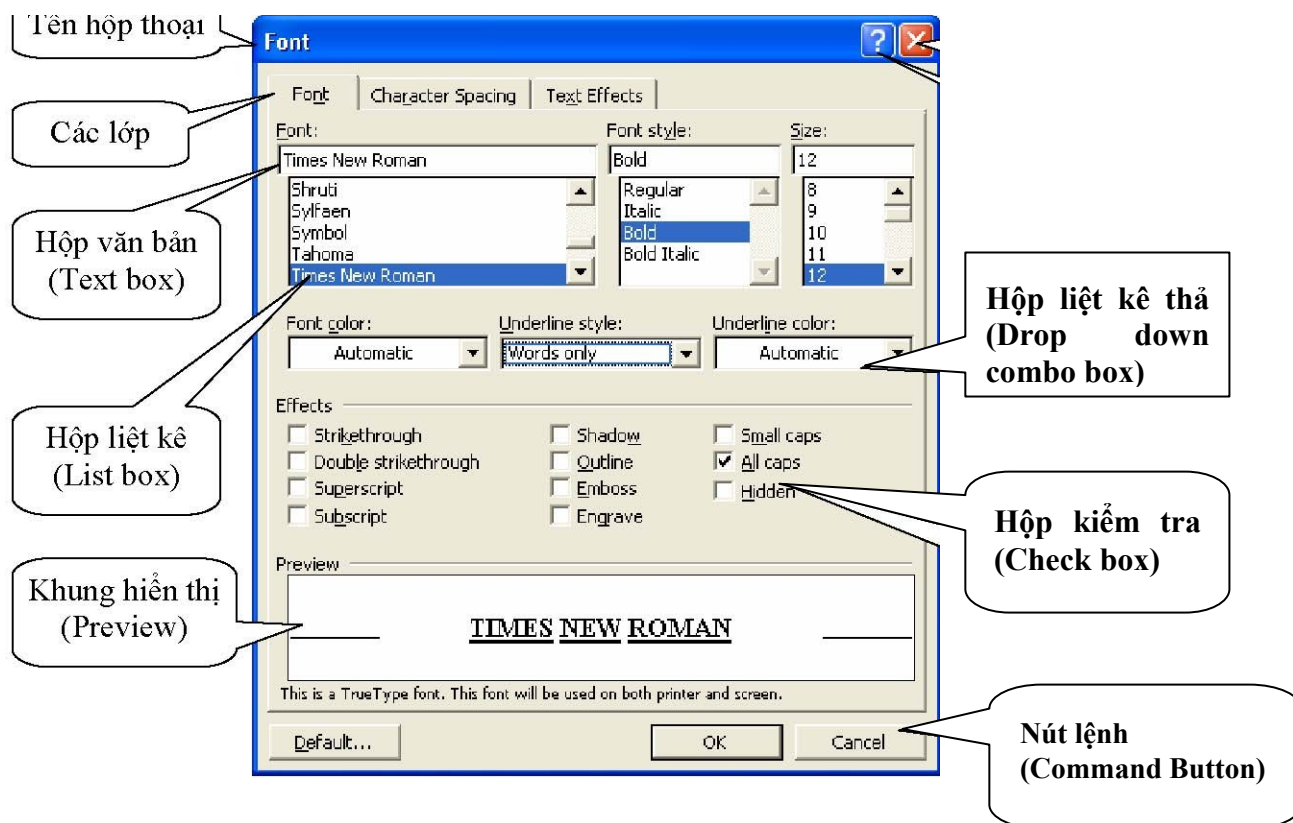 Tên hộp thoại
Font
?
Font Character Spacing Text Effects
Các lớp
Font: Font style: Size:
Times New Roman Bold 12
Shruti Regular 8
Sylfaen Italic 9
Symbol Bold 10
Tahoma Bold Italic 11
Times New Roman 12
Hộp văn bản
(Text box)
Hộp liệt kê thả
(Drop down
combo box)
Font color: Underline style: Underline color:
Automatic Words only Automatic
Effects
Hộp liệt kê
(List box)
Strikethrough Shadow Small caps
Double strikethrough Outline All caps
Superscript Emboss Hidden
Subscript Engrave
Hộp kiểm tra
(Check box)
Preview
Khung hiển thị
(Preview)
TIMES NEW ROMAN
This is a TrueType font. This font will be used on both printer and screen.
Default... OK Cancel
Nút lệnh
(Command Button)